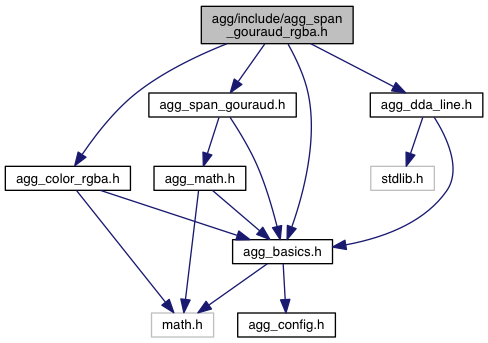 agg/include/agg_span
_gouraud_rgba.h
agg_span_gouraud.h
agg_dda_line.h
agg_color_rgba.h
agg_math.h
stdlib.h
agg_basics.h
math.h
agg_config.h